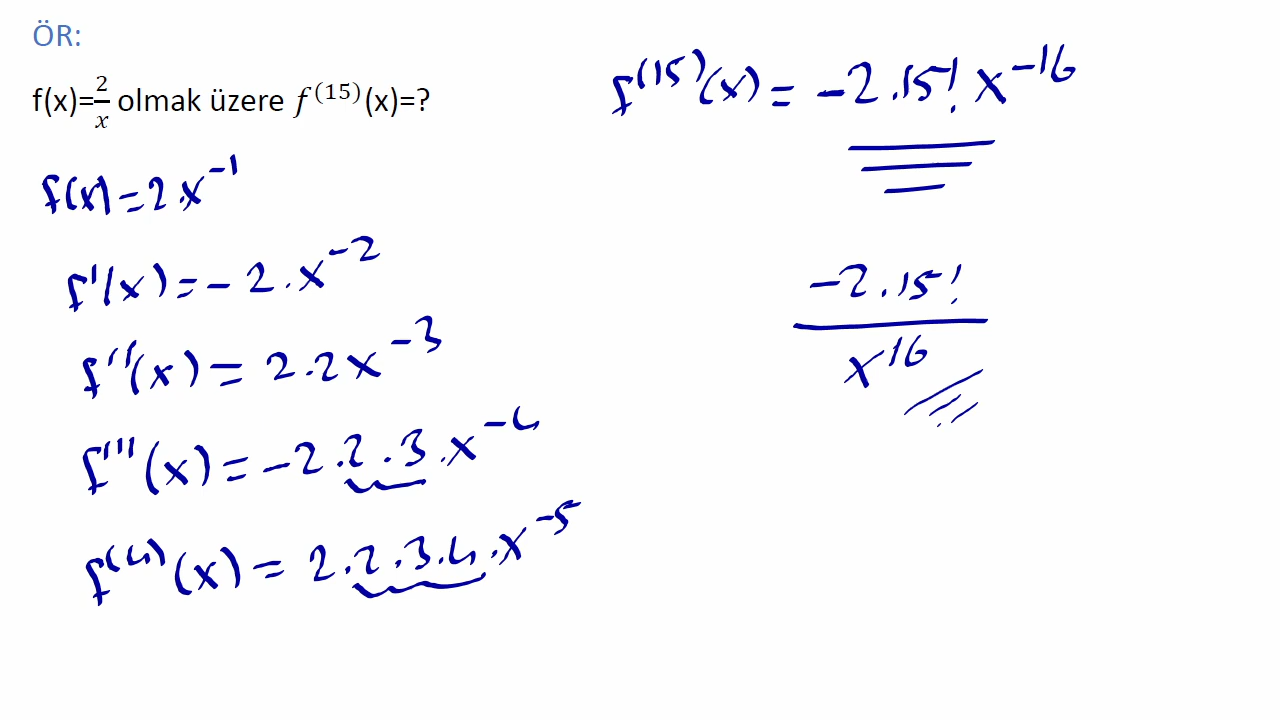 ÖR:
f(x)=2/x olmak üzere f⁽¹⁵⁾(x)=?
f(x)=2.x⁻¹
f'(x)=-2.x⁻²
f''(x)=2.2x⁻³
f'''(x)=-2.2.3.x⁻⁴
f⁽⁴⁾(x)=2.2.3.4.x⁻⁵
f⁽¹⁵⁾(x)=-2.15!x⁻¹⁶
-2.15!
x¹⁶